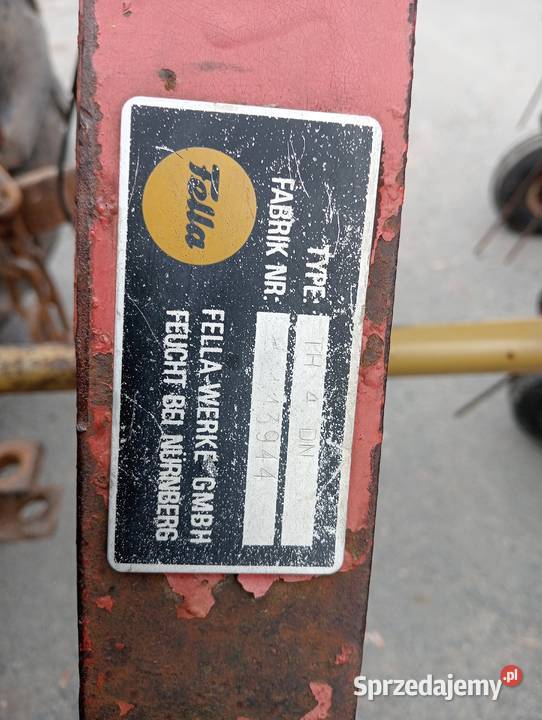 Fella
TYPE: TH 4 DN
FABRIK NR: 13944
FELLA-WERKE GMBH
FEUCHT BEI NÜRNBERG
Sprzedajemy.pl